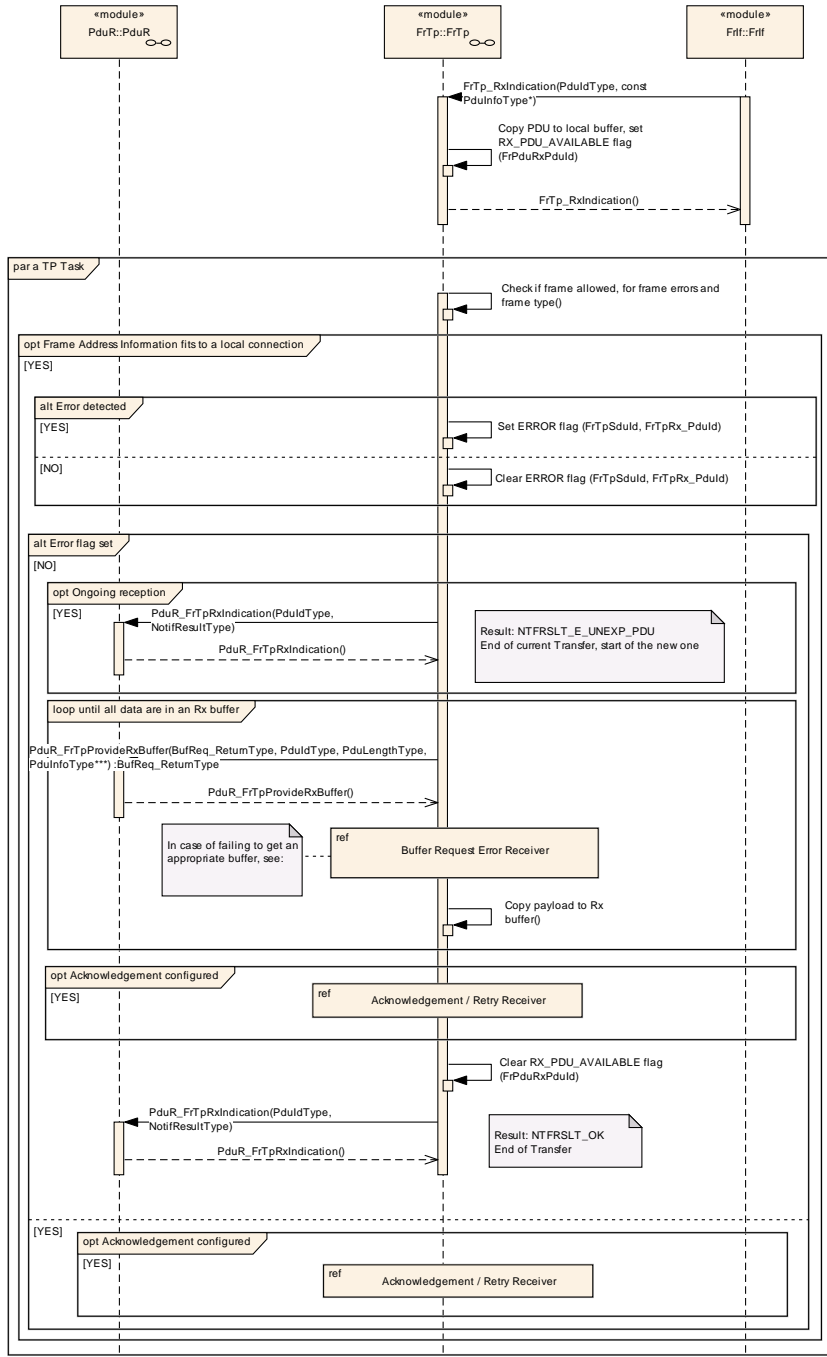 «module»
PduR::PduR
«module»
FrTp::FrTp
«module»
FrIf::FrIf
FrTp_RxIndication(PduIdType, const
PduInfoType*)
Copy PDU to local buffer, set
RX_PDU_AVAILABLE flag
(FrPduRxPduId)
FrTp_RxIndication()
par a TP Task
Check if frame allowed, for frame errors and
frame type()
opt Frame Address Information fits to a local connection
[YES]
alt Error detected
[YES]
Set ERROR flag (FrTpSduId, FrTpRx_PduId)
[NO]
Clear ERROR flag (FrTpSduId, FrTpRx_PduId)
alt Error flag set
[NO]
opt Ongoing reception
[YES]
PduR_FrTpRxIndication(PduIdType,
NotifResultType)
Result: NTFRSLT_E_UNEXP_PDU
End of current Transfer, start of the new one
PduR_FrTpRxIndication()
loop until all data are in an Rx buffer
PduR_FrTpProvideRxBuffer(BufReq_ReturnType, PduIdType, PduLengthType,
PduInfoType***) :BufReq_ReturnType
PduR_FrTpProvideRxBuffer()
In case of failing to get an
appropriate buffer, see:
ref
Buffer Request Error Receiver
Copy payload to Rx
buffer()
opt Acknowledgement configured
[YES]
ref
Acknowledgement / Retry Receiver
Clear RX_PDU_AVAILABLE flag
(FrPduRxPduId)
PduR_FrTpRxIndication(PduIdType,
NotifResultType)
Result: NTFRSLT_OK
End of Transfer
PduR_FrTpRxIndication()
[YES]
opt Acknowledgement configured
[YES]
ref
Acknowledgement / Retry Receiver